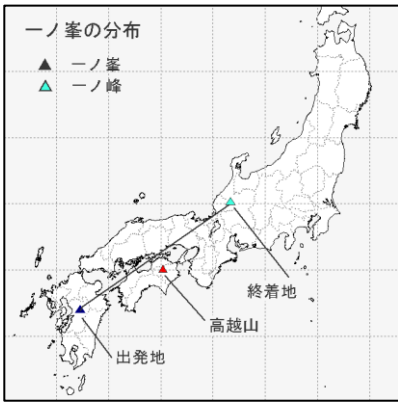 一ノ峯の分布
▲ 一ノ峯
▲ 一ノ峰
終着地
高越山
出発地